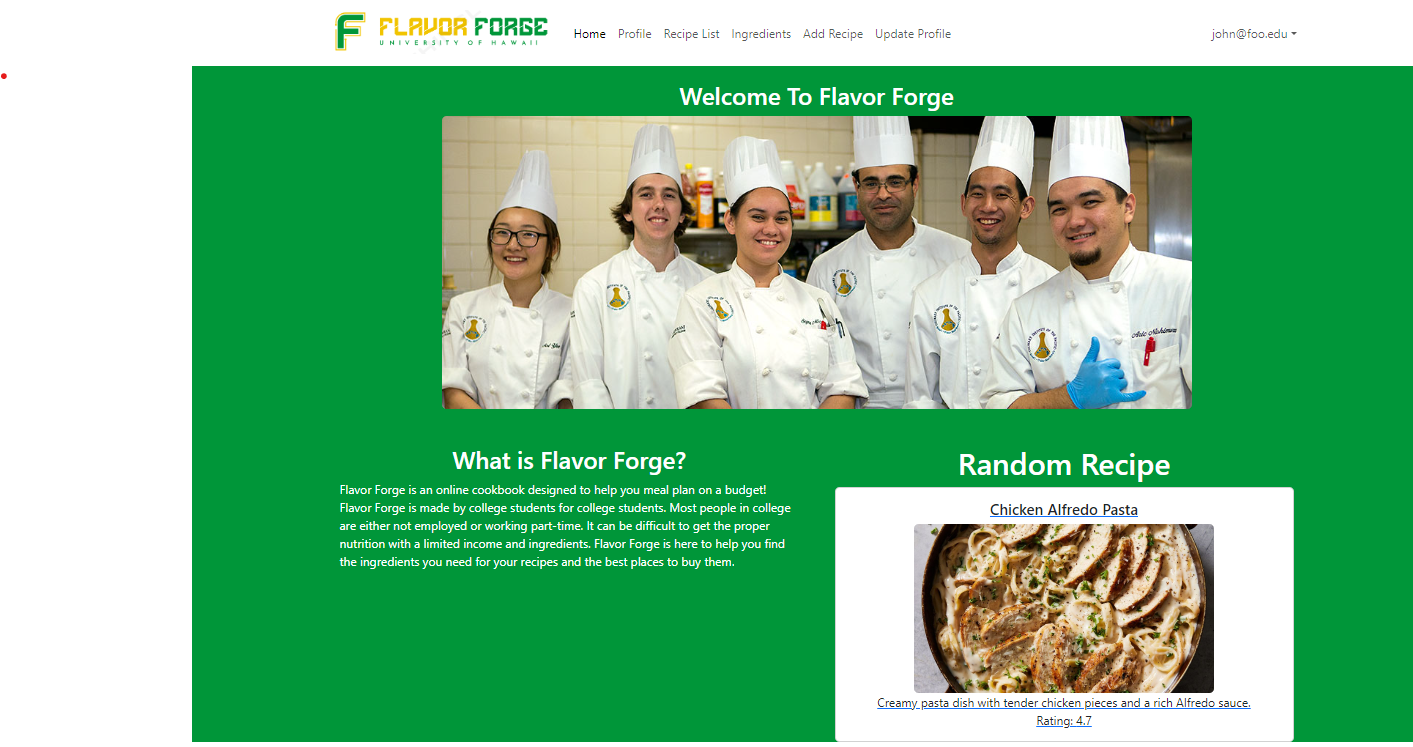 FLAVOR FORGE
UNIVERSITY OF HAWAII
Home Profile Recipe List Ingredients Add Recipe Update Profile john@foo.edu
Welcome To Flavor Forge
What is Flavor Forge?
Flavor Forge is an online cookbook designed to help you meal plan on a budget!
Flavor Forge is made by college students for college students. Most people in college
are either not employed or working part-time. It can be difficult to get the proper
nutrition with a limited income and ingredients. Flavor Forge is here to help you find
the ingredients you need for your recipes and the best places to buy them.
Random Recipe
Chicken Alfredo Pasta
Creamy pasta dish with tender chicken pieces and a rich Alfredo sauce.
Rating: 4.7